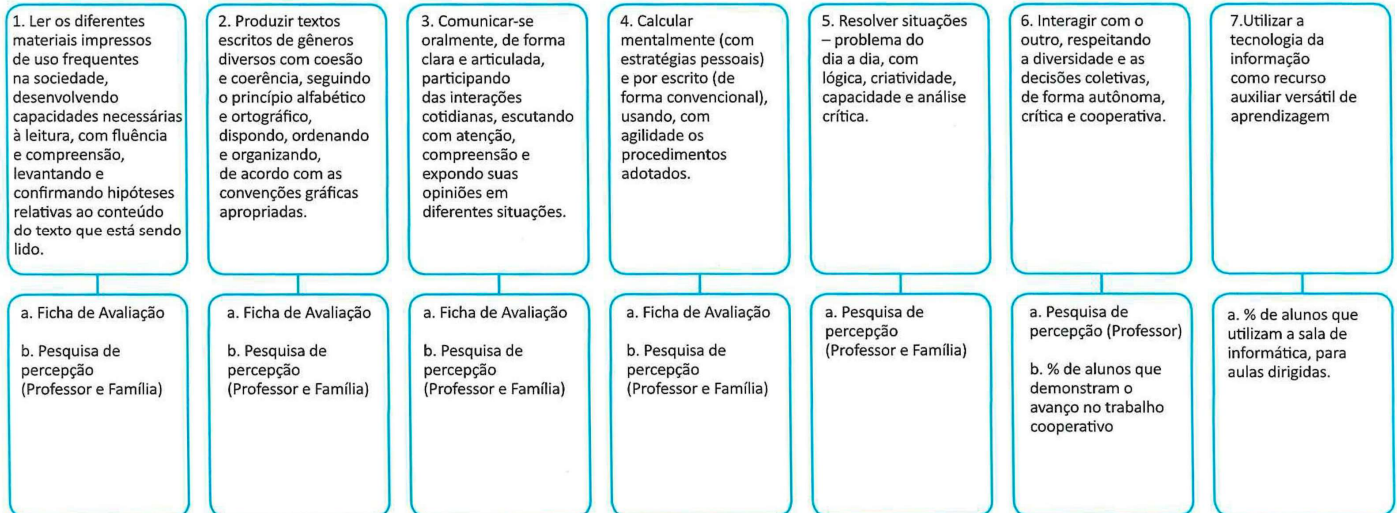 1. Ler os diferentes
materiais impressos
de uso frequentes
na sociedade,
desenvolvendo
capacidades necessárias
à leitura, com fluência
e compreensão,
levantando e
confirmando hipóteses
relativas ao conteúdo
do texto que está sendo
lido.
2. Produzir textos
escritos de gêneros
diversos com coesão
e coerência, seguindo
o princípio alfabético
e ortográfico,
dispondo, ordenando
e organizando,
de acordo com as
convenções gráficas
apropriadas.
3. Comunicar-se
oralmente, de forma
clara e articulada,
participando
das interações
cotidianas, escutando
com atenção,
compreensão e
expondo suas
opiniões em
diferentes situações.
4. Calcular
mentalmente (com
estratégias pessoais)
e por escrito (de
forma convencional),
usando, com
agilidade os
procedimentos
adotados.
5. Resolver situações
– problema do
dia a dia, com
lógica, criatividade,
capacidade e análise
crítica.
6. Interagir com o
outro, respeitando
a diversidade e as
decisões coletivas,
de forma autônoma,
crítica e cooperativa.
7.Utilizar a
tecnologia da
informação
como recurso
auxiliar versátil de
aprendizagem
a. Ficha de Avaliação
b. Pesquisa de
percepção
(Professor e Família)
a. Ficha de Avaliação
b. Pesquisa de
percepção
(Professor e Família)
a. Ficha de Avaliação
b. Pesquisa de
percepção
(Professor e Família)
a. Ficha de Avaliação
b. Pesquisa de
percepção
(Professor e Família)
a. Pesquisa de
percepção
(Professor e Família)
a. Pesquisa de
percepção (Professor)
b. % de alunos que
demonstram o
avanço no trabalho
cooperativo
a. % de alunos que
utilizam a sala de
informática, para
aulas dirigidas.